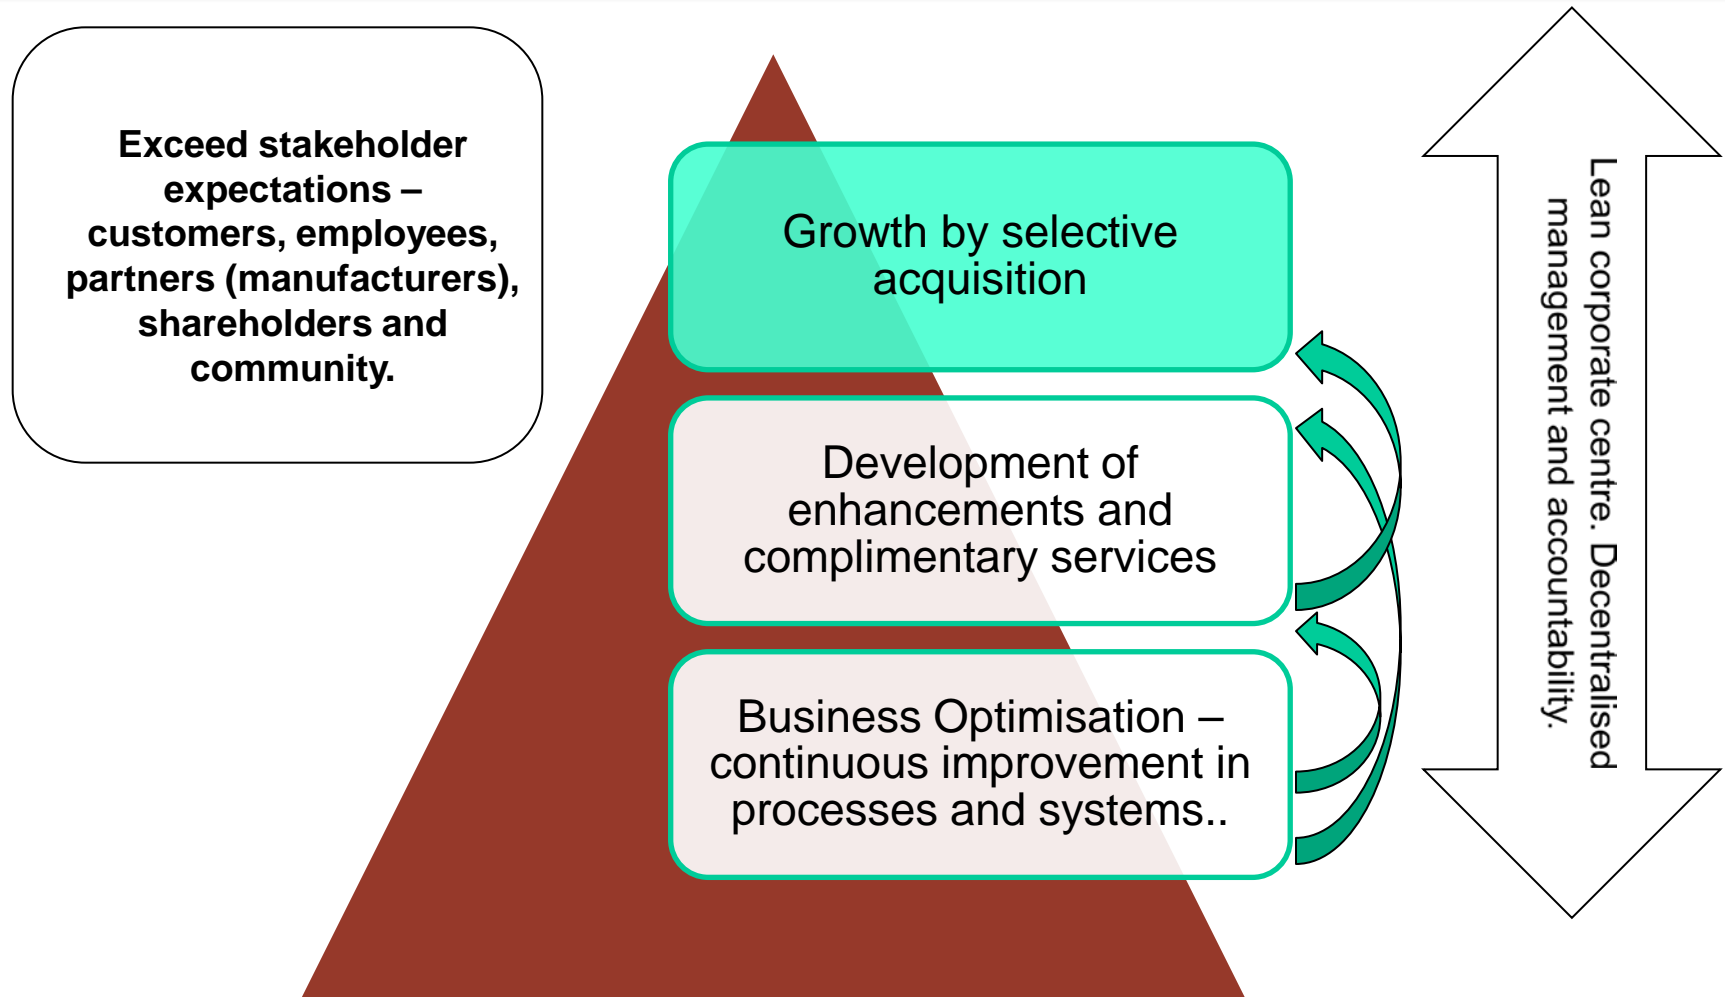 Exceed stakeholder
expectations –
customers, employees,
partners (manufacturers),
shareholders and
community.
Growth by selective
acquisition
Development of
enhancements and
complimentary services
Business Optimisation –
continuous improvement in
processes and systems..
Lean corporate centre. Decentralised
management and accountability.